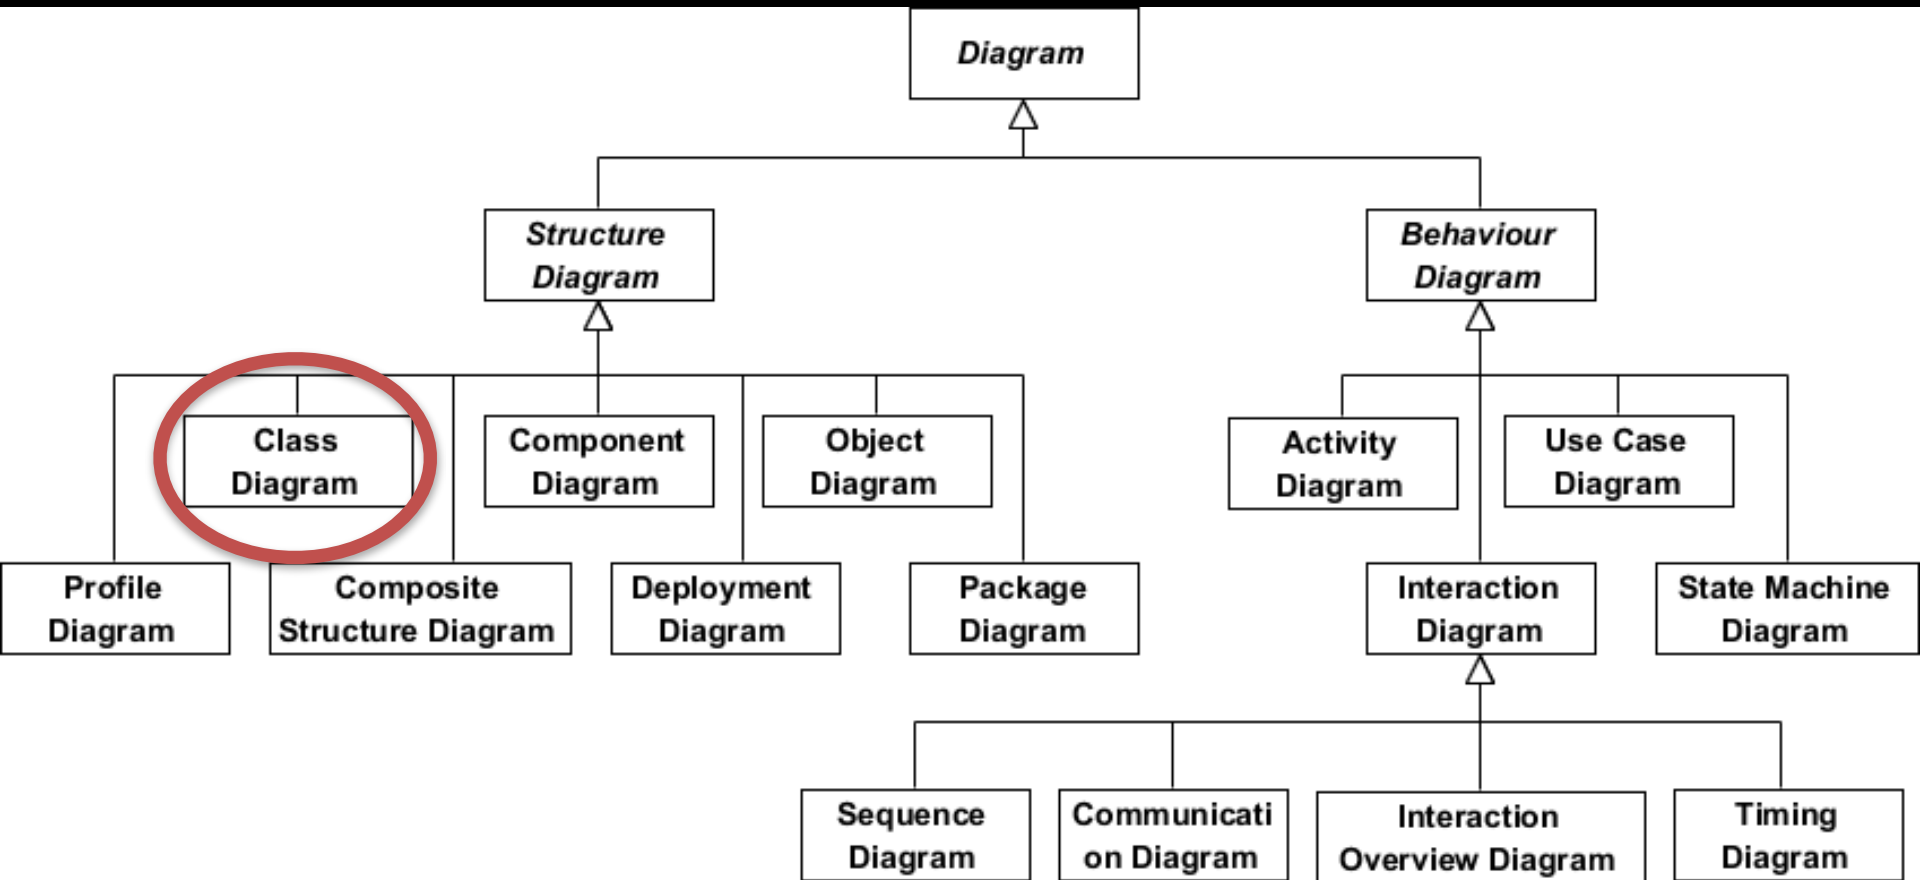 Diagram
Structure
Diagram
Behaviour
Diagram
Class
Diagram
Component
Diagram
Object
Diagram
Activity
Diagram
Use Case
Diagram
Profile
Diagram
Composite
Structure Diagram
Deployment
Diagram
Package
Diagram
Interaction
Diagram
State Machine
Diagram
Sequence
Diagram
Communicati
on Diagram
Interaction
Overview Diagram
Timing
Diagram